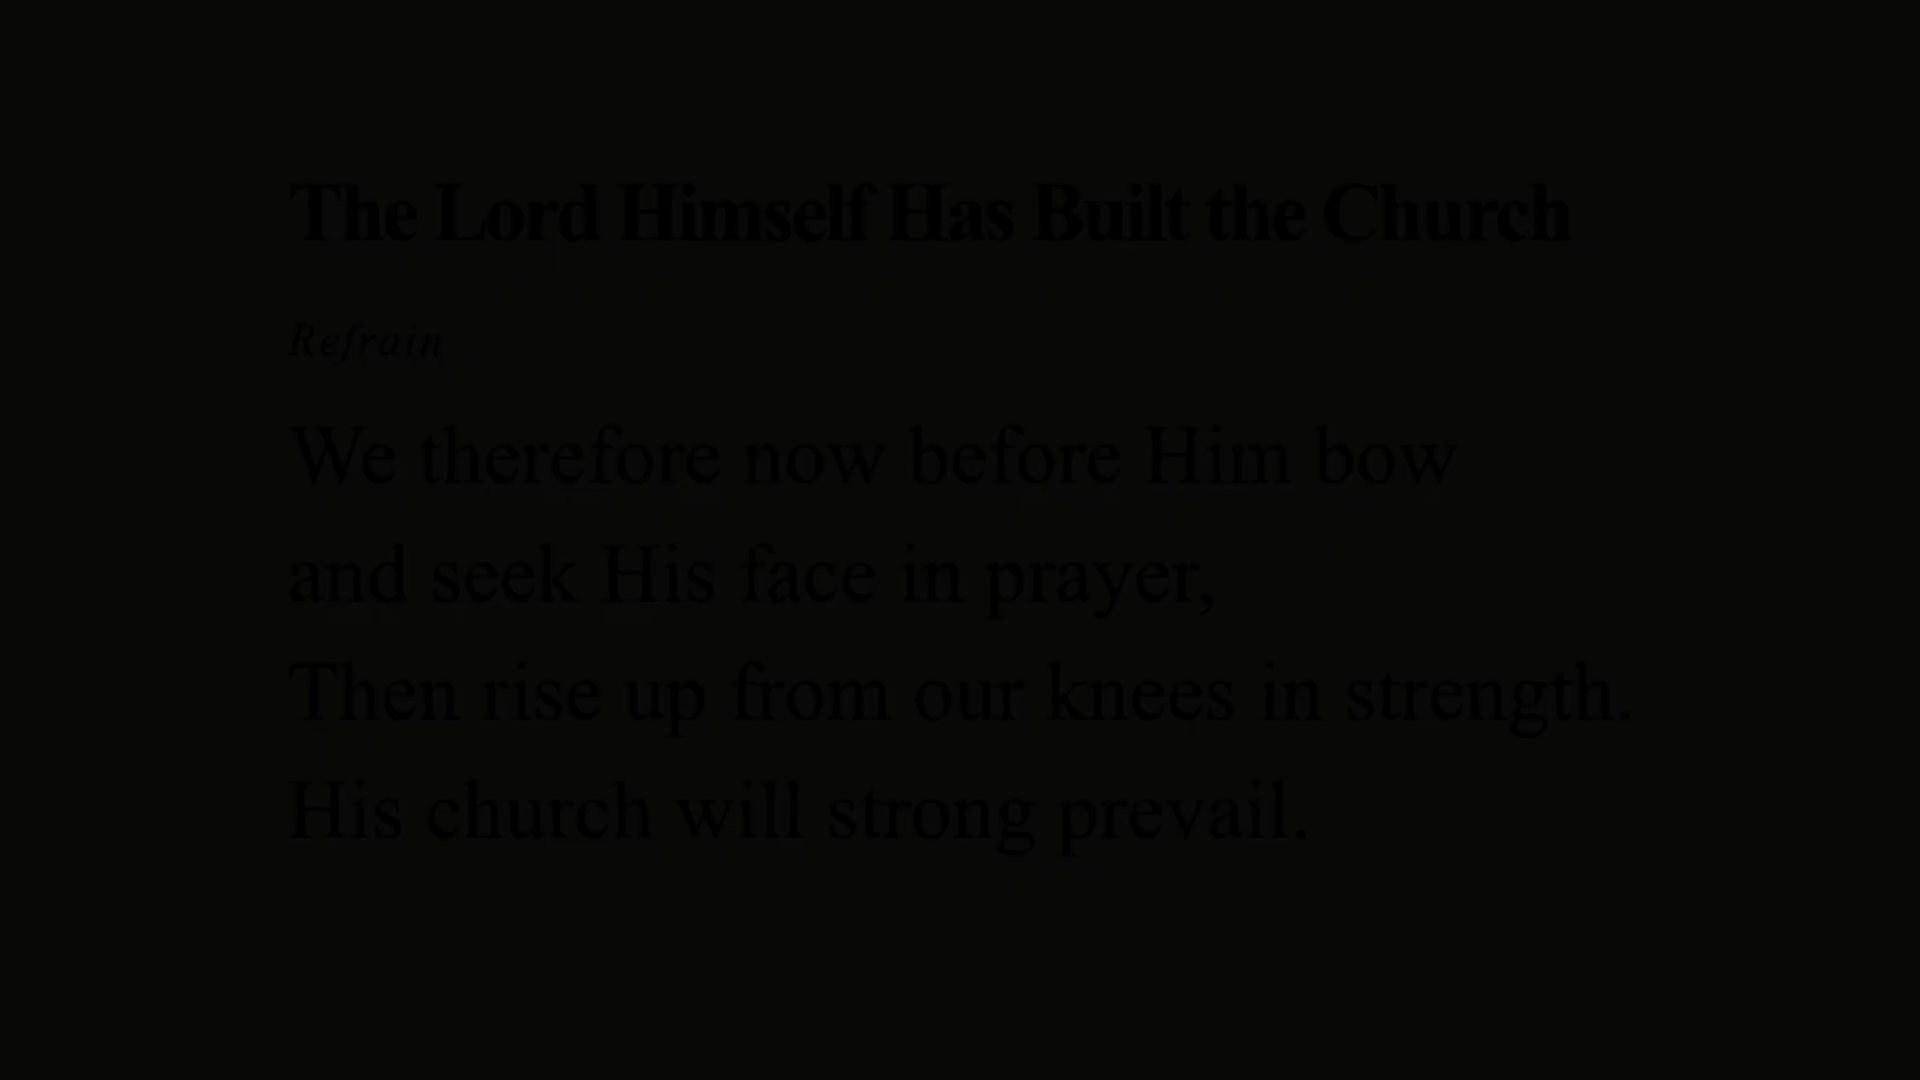 The Lord Himself Has Built the Church
Refrain
We therefore now before Him bow
and seek His face in prayer,
Then rise up from our knees in strength.
His church will strong prevail.